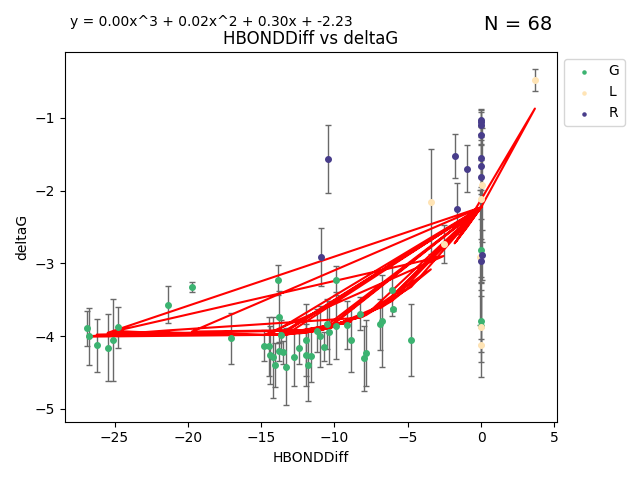 y = 0.00x^3 + 0.02x^2 + 0.30x + -2.23
N = 68
HBONDDiff vs deltaG
G
L
R
deltaG
−1
−2
−3
−4
−5
−25
−20
−15
−10
−5
0
5
HBONDDiff